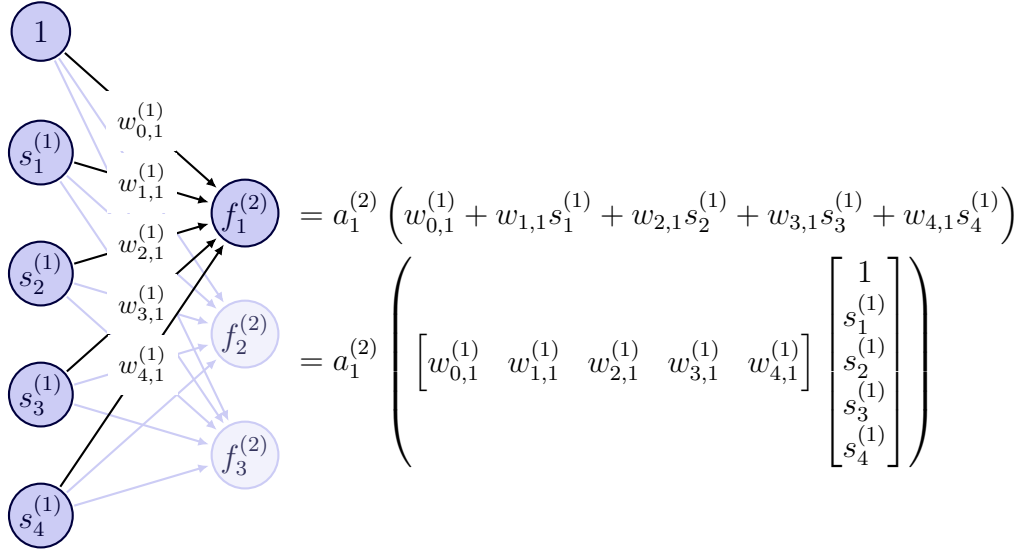 1
s_1^{(1)}
s_2^{(1)}
s_3^{(1)}
s_4^{(1)}
w_{0,1}^{(1)}
w_{1,1}^{(1)}
w_{2,1}^{(1)}
w_{3,1}^{(1)}
w_{4,1}^{(1)}
f_1^{(2)}
f_2^{(2)}
f_3^{(2)}
= a_1^{(2)} ( w_{0,1}^{(1)} + w_{1,1}s_1^{(1)} + w_{2,1}s_2^{(1)} + w_{3,1}s_3^{(1)} + w_{4,1}s_4^{(1)} )
= a_1^{(2)} ( [ w_{0,1}^{(1)} w_{1,1}^{(1)} w_{2,1}^{(1)} w_{3,1}^{(1)} w_{4,1}^{(1)} ] [ 1 s_1^{(1)} s_2^{(1)} s_3^{(1)} s_4^{(1)} ] )